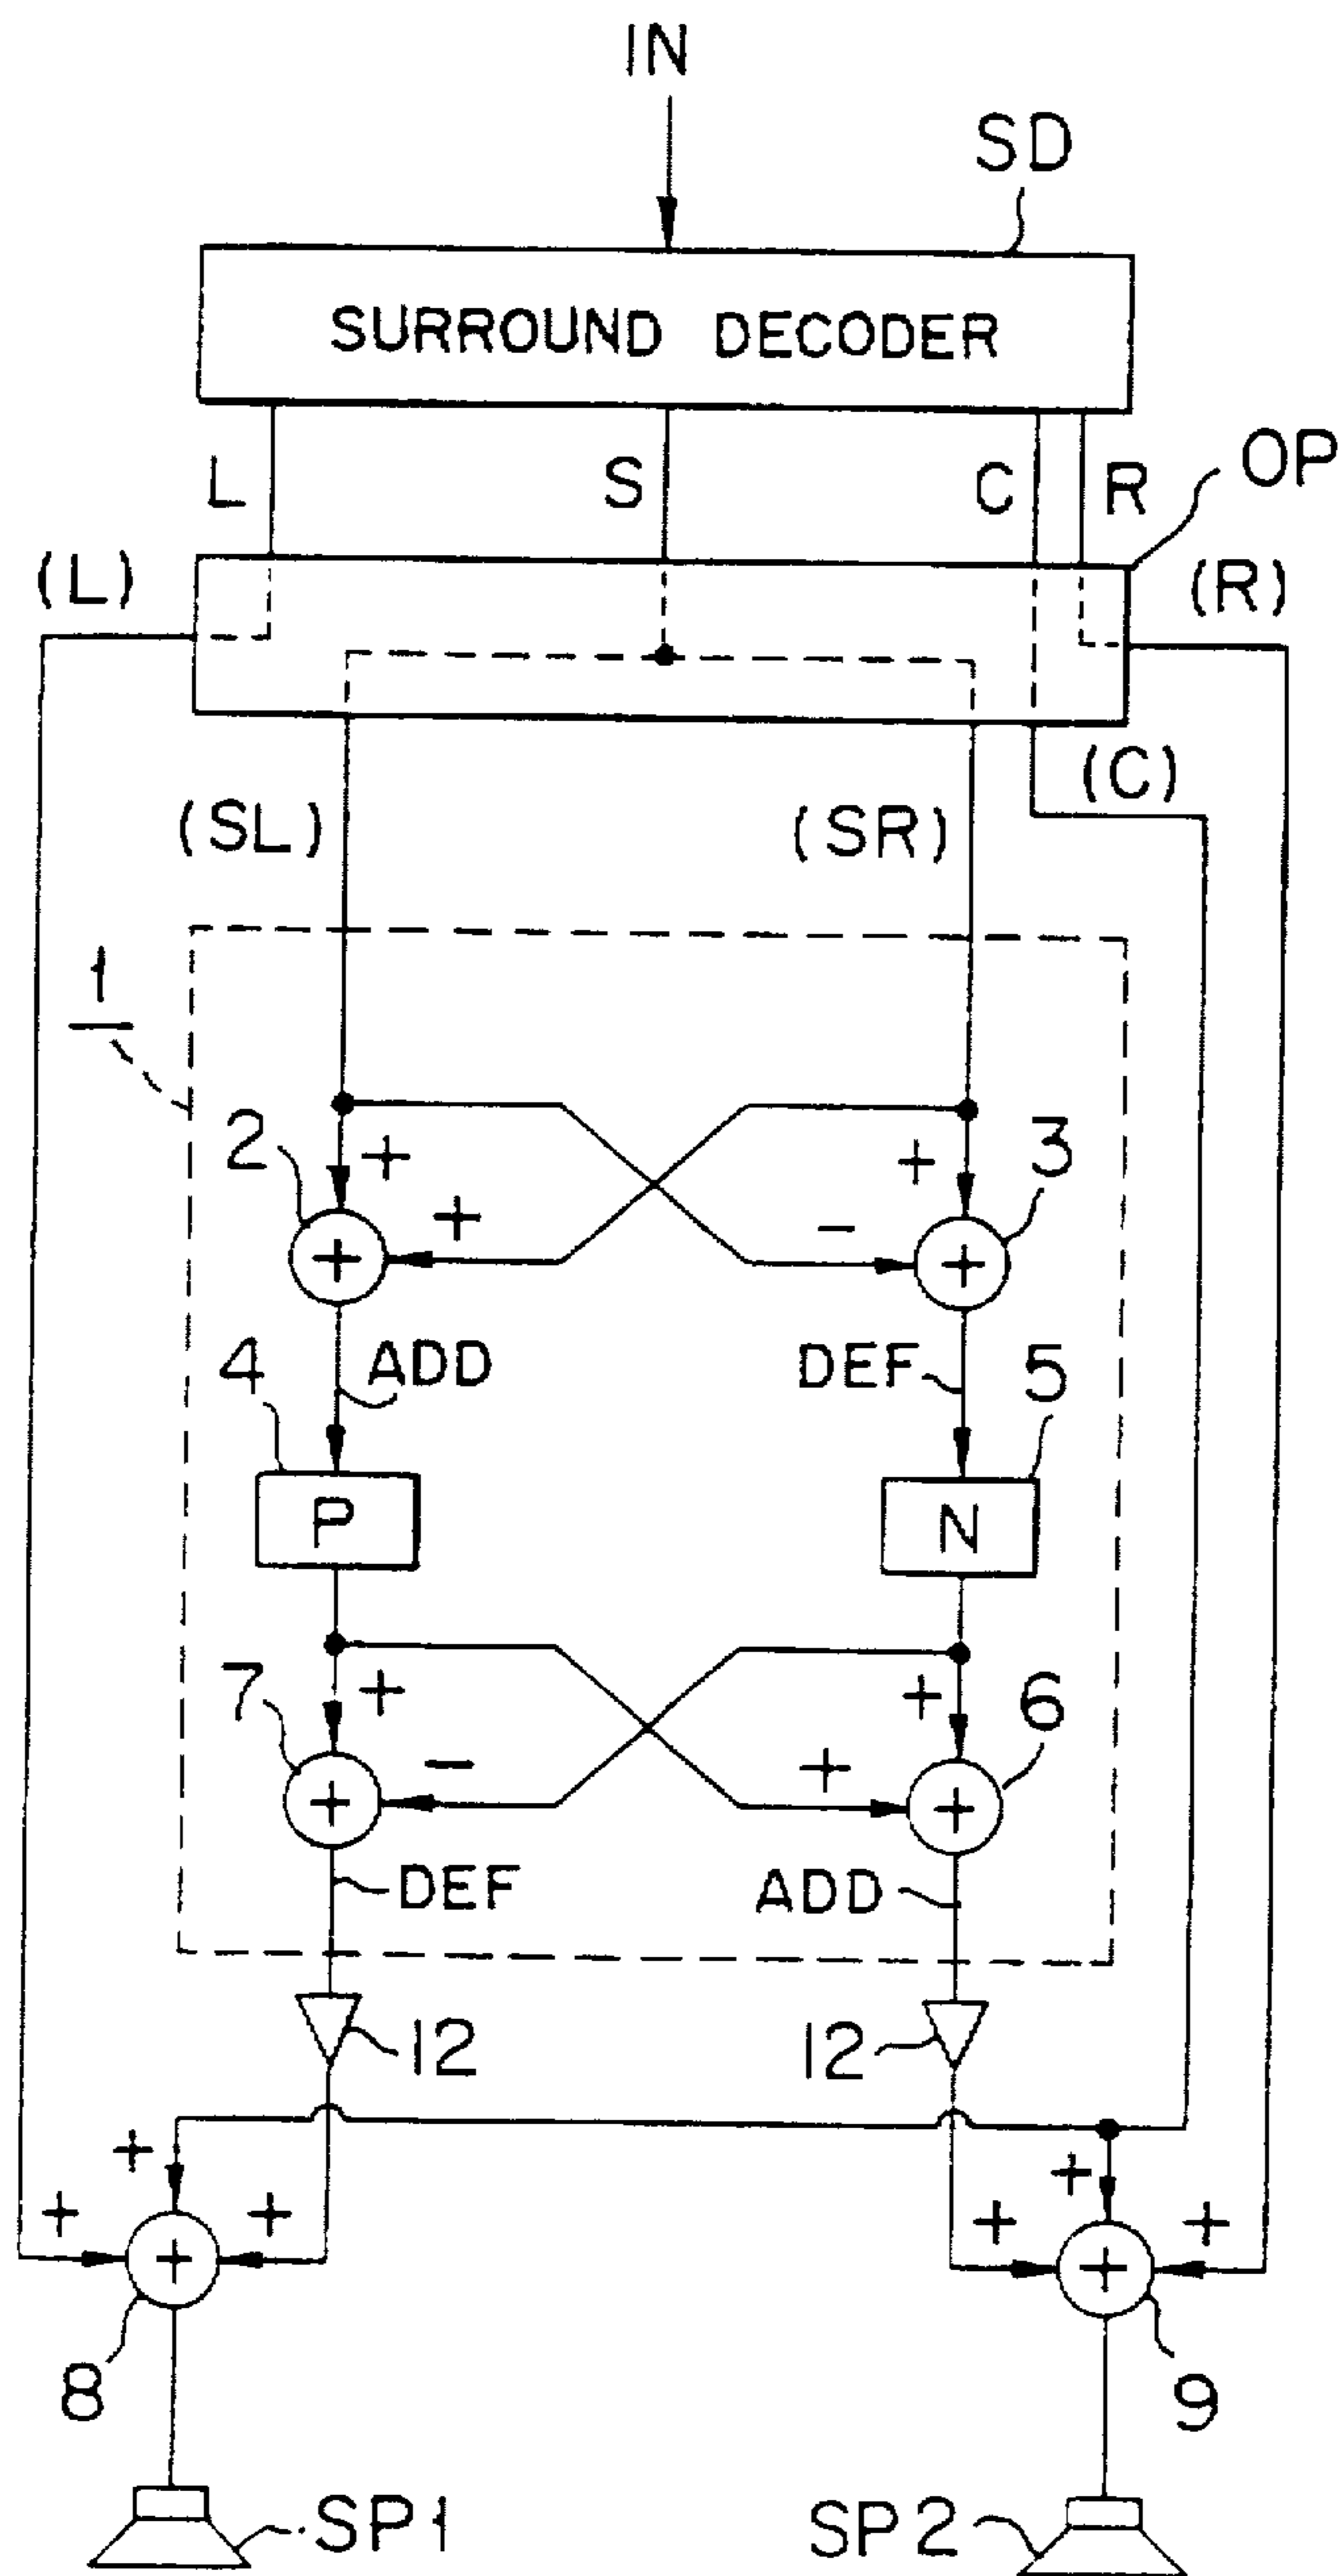 IN
SD
SURROUND DECODER
L S C R OP
(L) (R)
(C)
(SL) (SR)
1
2 + + 3
+ -
+ +
4 ADD DEF 5
P N
7 + + 6
- +
+ +
DEF ADD
12 12
+ +
+ + + +
+ +
8 9
SP1 SP2